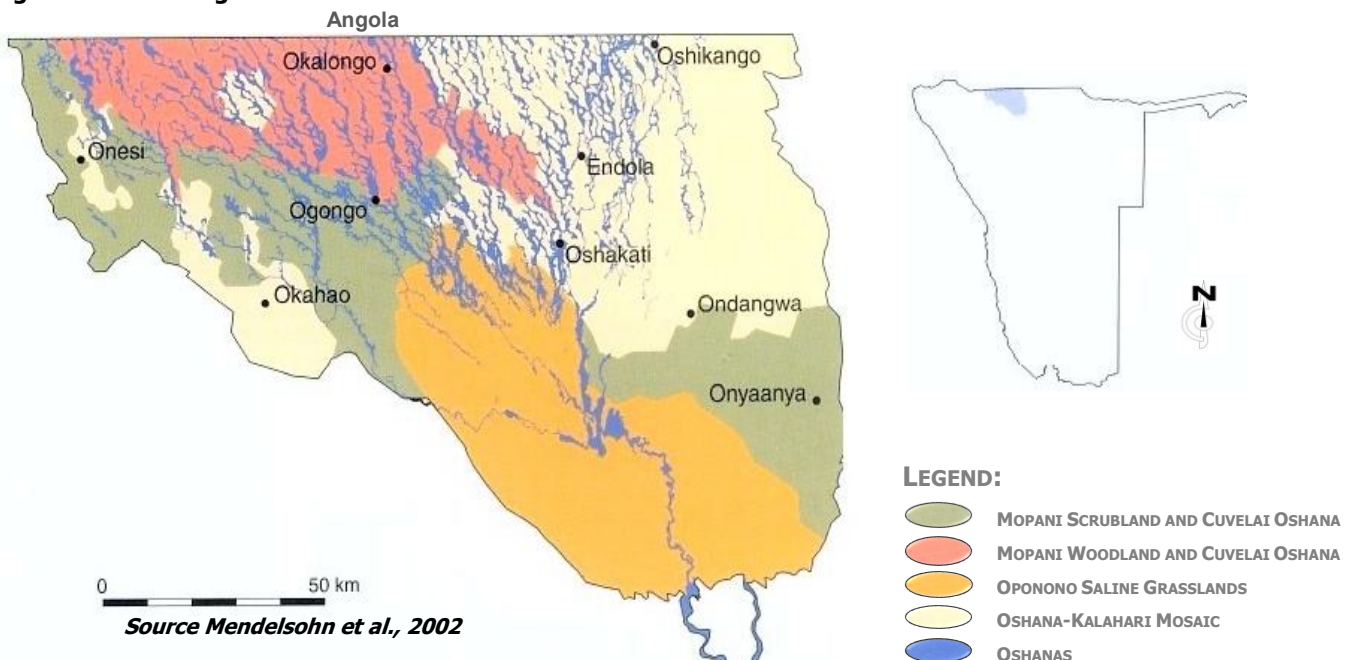 Angola
Okalongo
Oshikango
Onesi
Endola
Ogongo
Oshakati
Okahao
Ondangwa
Onyaanya
0 50 km
Source Mendelsohn et al., 2002
N
LEGEND:
MOPANI SCRUBLAND AND CUVELAI OSHANA
MOPANI WOODLAND AND CUVELAI OSHANA
OPONONO SALINE GRASSLANDS
OSHANA-KALAHARI MOSAIC
OSHANAS